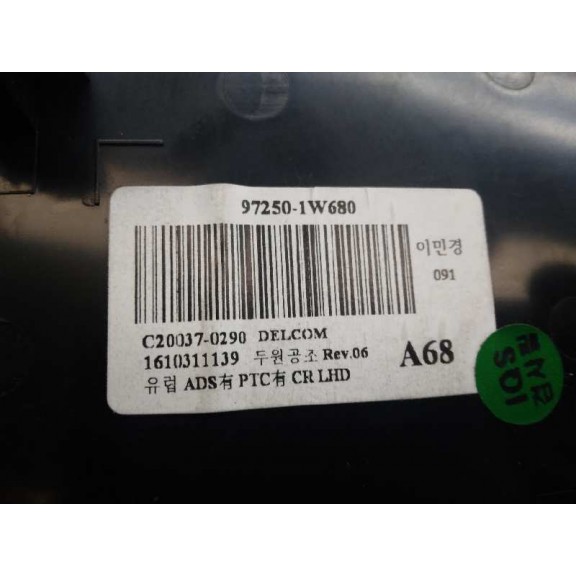 97250-1W680
이민경
091
C20037-0290 DELCOM
1610311139 두원공조 Rev.06
A68
유럽 ADS有 PTC有 CR LHD
SDI